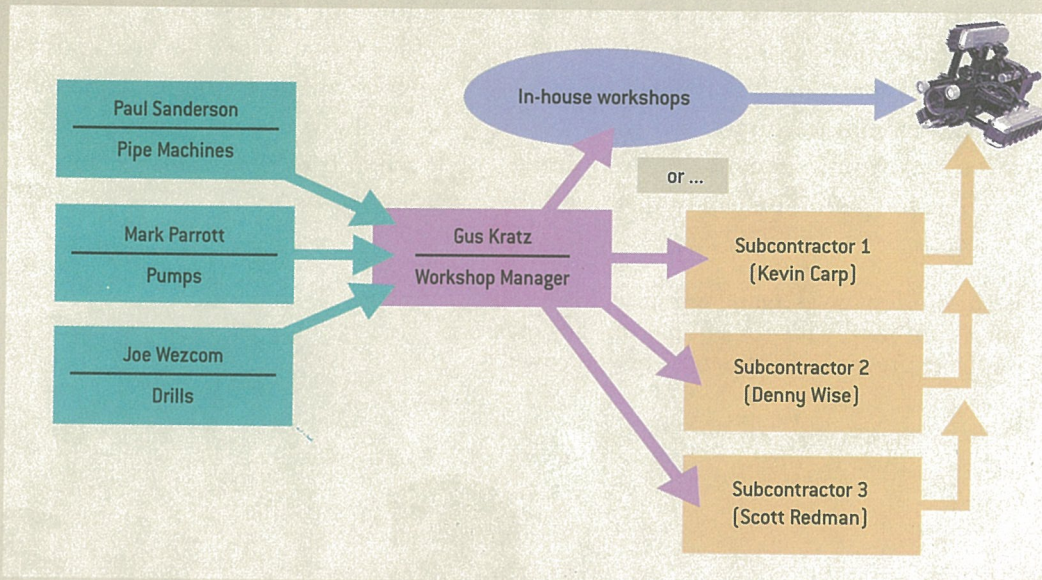 Paul Sanderson
Pipe Machines
Mark Parrott
Pumps
Joe Wezcom
Drills
Gus Kratz
Workshop Manager
In-house workshops
or ...
Subcontractor 1
(Kevin Carp)
Subcontractor 2
(Denny Wise)
Subcontractor 3
(Scott Redman)